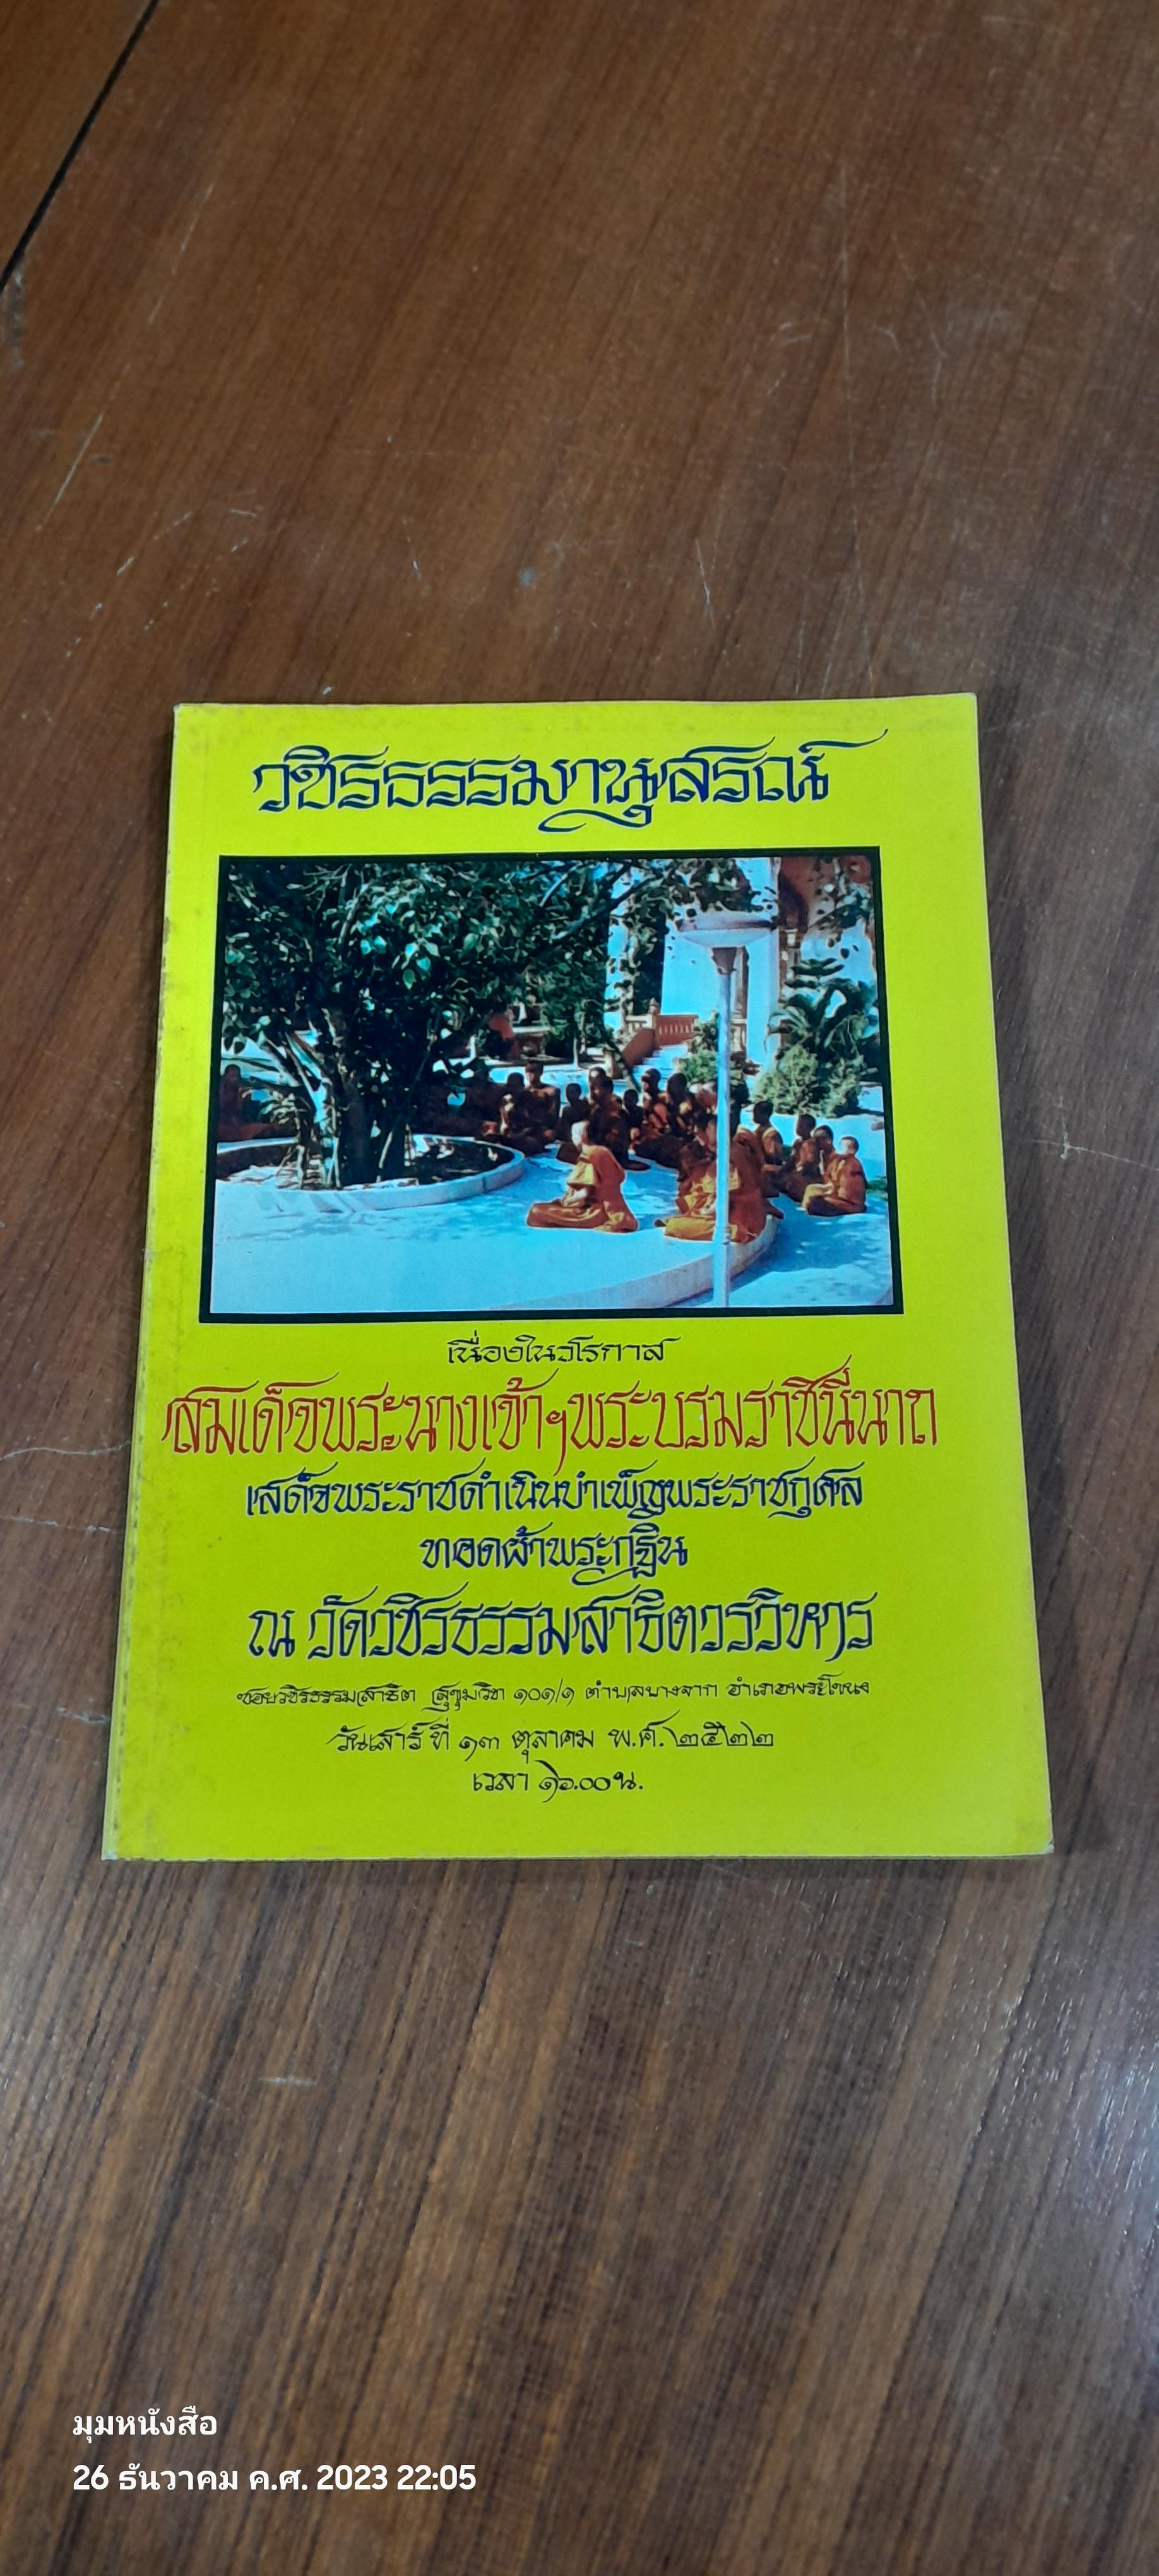 วชิรธรรมานุสรณ์
เนื่องในวโรกาส
สมเด็จพระนางเจ้าฯพระบรมราชินีนาถ
เสด็จพระราชดำเนินบำเพ็ญพระราชกุศล
ทอดผ้าพระกฐิน
ณ วัดวชิรธรรมสาธิตวรวิหาร
ซอยวชิรธรรมสาธิต สุขุมวิท ๑๐๑/๑ ตำบลบางจาก อำเภอพระโขนง
วันเสาร์ ที่ ๑๓ ตุลาคม พ.ศ. ๒๕๒๒
เวลา ๑๖.๐๐ น.
มุมหนังสือ
26 ธันวาคม ค.ศ. 2023 22:05